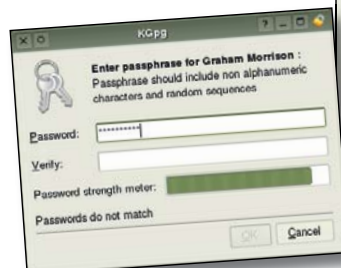 KGpg
Enter passphrase for Graham Morrison :
Passphrase should include non alphanumeric
characters and random sequences
Password: **********
Verify:
Password strength meter:
Passwords do not match
OK Cancel